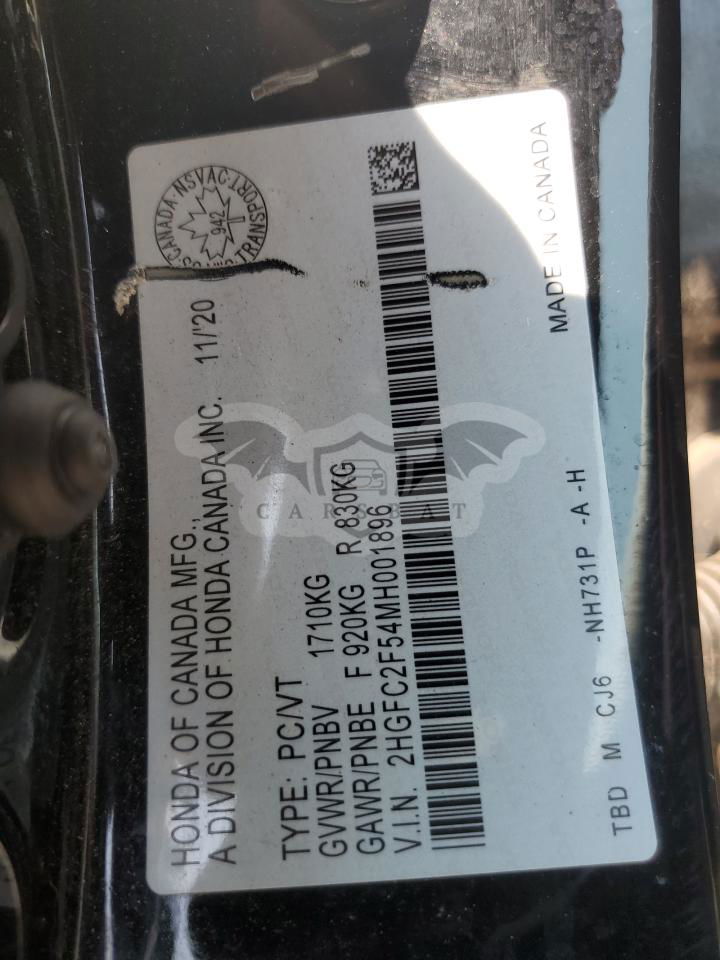 HONDA OF CANADA MFG.,
A DIVISION OF HONDA CANADA INC. 11/'20
CANADA-NSVAC-TRANSPORT
942
TYPE: PC/VT
GVWR/PNBV 1710KG
GAWR/PNBE F 920KG R 830KG
V.I.N. 2HGFC2F54MH001896
MADE IN CANADA
TBD M CJ6 -NH731P -A -H
CARSBAT